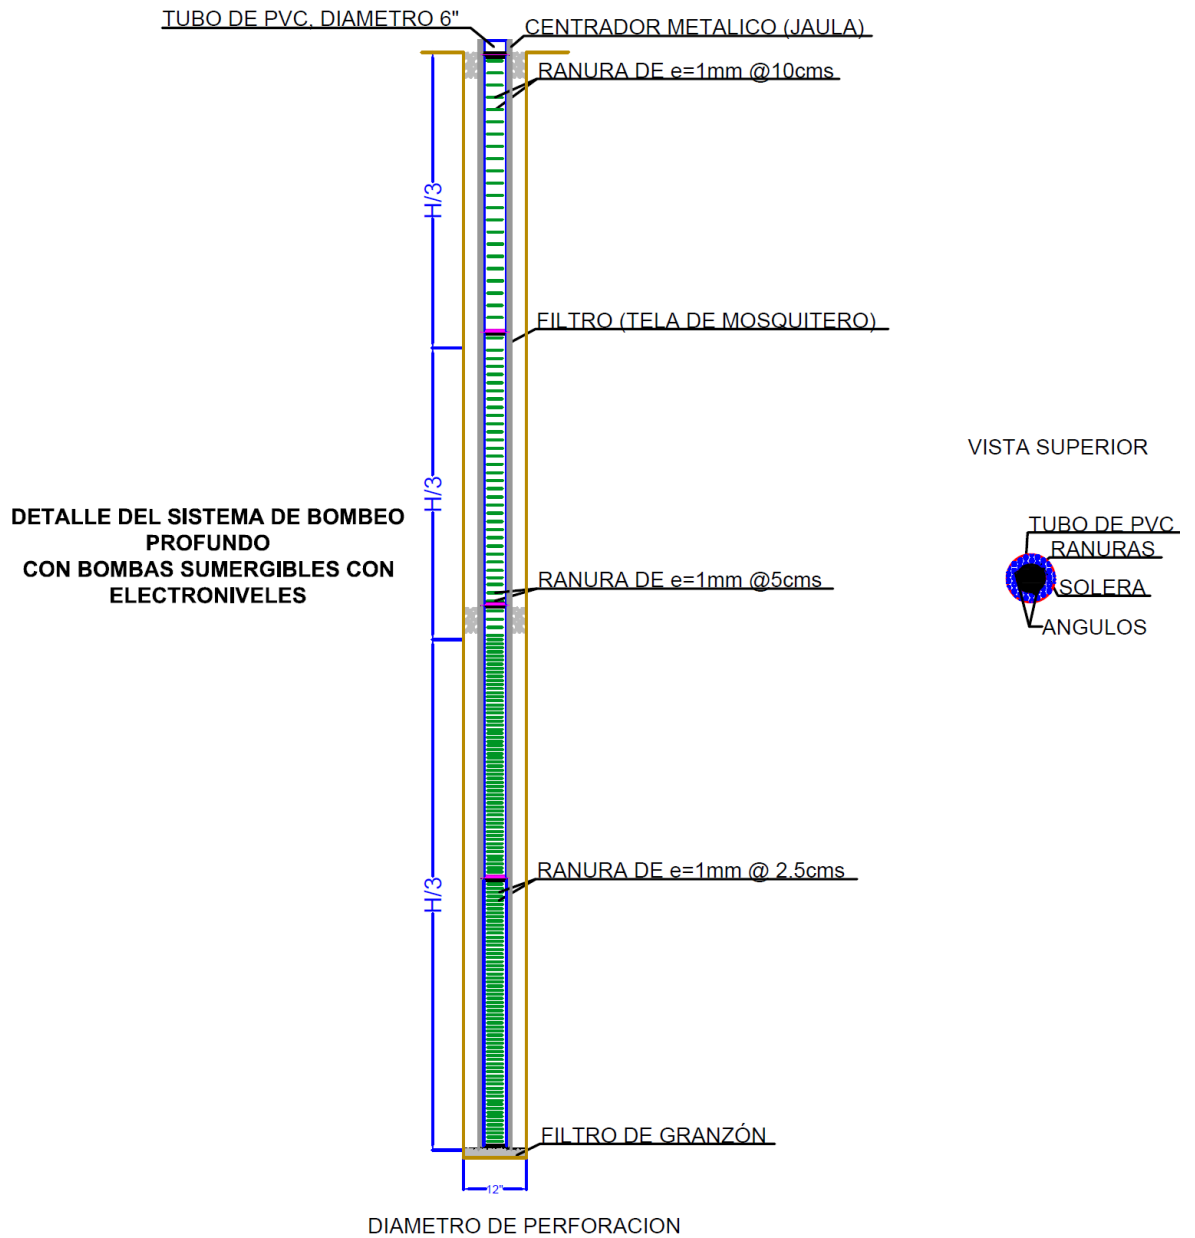 TUBO DE PVC, DIAMETRO 6"
CENTRADOR METALICO (JAULA)
RANURA DE e=1mm @10cms
H/3
FILTRO (TELA DE MOSQUITERO)
VISTA SUPERIOR
H/3
DETALLE DEL SISTEMA DE BOMBEO
PROFUNDO
CON BOMBAS SUMERGIBLES CON
ELECTRONIVELES
TUBO DE PVC
RANURAS
SOLERA
ANGULOS
RANURA DE e=1mm @5cms
RANURA DE e=1mm @ 2.5cms
H/3
FILTRO DE GRANZÓN
12"
DIAMETRO DE PERFORACION